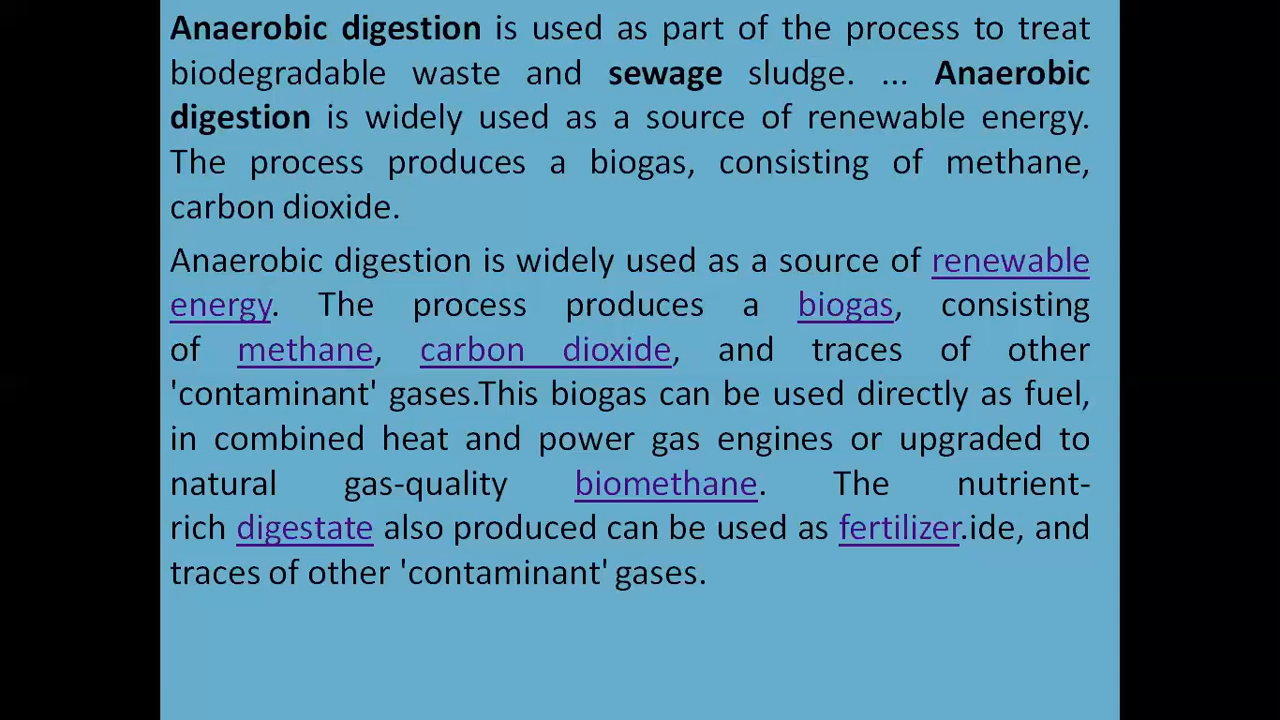 Anaerobic digestion is used as part of the process to treat
biodegradable waste and sewage sludge. ... Anaerobic
digestion is widely used as a source of renewable energy.
The process produces a biogas, consisting of methane,
carbon dioxide.
Anaerobic digestion is widely used as a source of renewable
energy. The process produces a biogas, consisting
of methane, carbon dioxide, and traces of other
'contaminant' gases.This biogas can be used directly as fuel,
in combined heat and power gas engines or upgraded to
natural gas-quality biomethane. The nutrient-
rich digestate also produced can be used as fertilizer.ide, and
traces of other 'contaminant' gases.